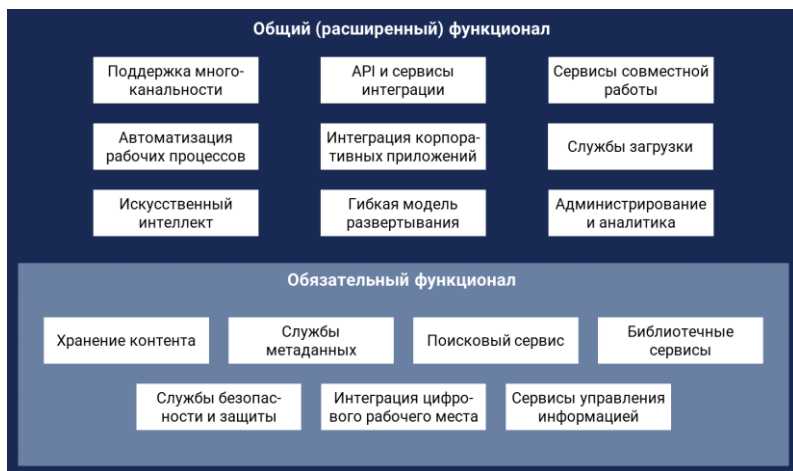 Общий (расширенный) функционал
Поддержка много-
канальности
API и сервисы
интеграции
Сервисы совместной
работы
Автоматизация
рабочих процессов
Интеграция корпора-
тивных приложений
Службы загрузки
Искусственный
интеллект
Гибкая модель
развертывания
Администрирование
и аналитика
Обязательный функционал
Хранение контента
Службы
метаданных
Поисковый сервис
Библиотечные
сервисы
Службы безопас-
ности и защиты
Интеграция цифро-
вого рабочего места
Сервисы управления
информацией